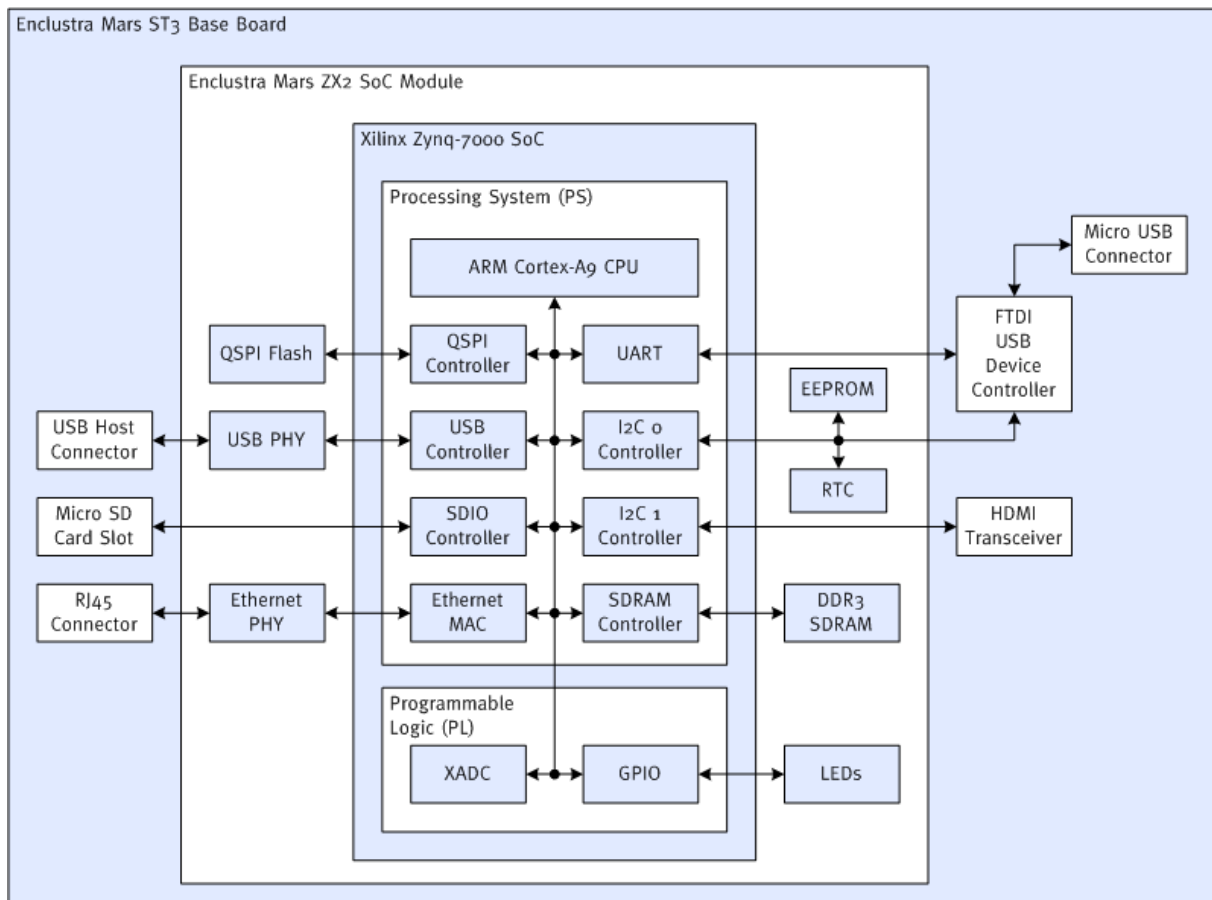 Enclustra Mars ST3 Base Board
Enclustra Mars ZX2 SoC Module
Xilinx Zynq-7000 SoC
Processing System (PS)
ARM Cortex-A9 CPU
Micro USB
Connector
QSPI Flash
QSPI
Controller
UART
FTDI
USB
Device
Controller
EEPROM
USB Host
Connector
USB PHY
USB
Controller
I2C 0
Controller
RTC
Micro SD
Card Slot
SDIO
Controller
I2C 1
Controller
HDMI
Transceiver
RJ45
Connector
Ethernet
PHY
Ethernet
MAC
SDRAM
Controller
DDR3
SDRAM
Programmable
Logic (PL)
XADC
GPIO
LEDs